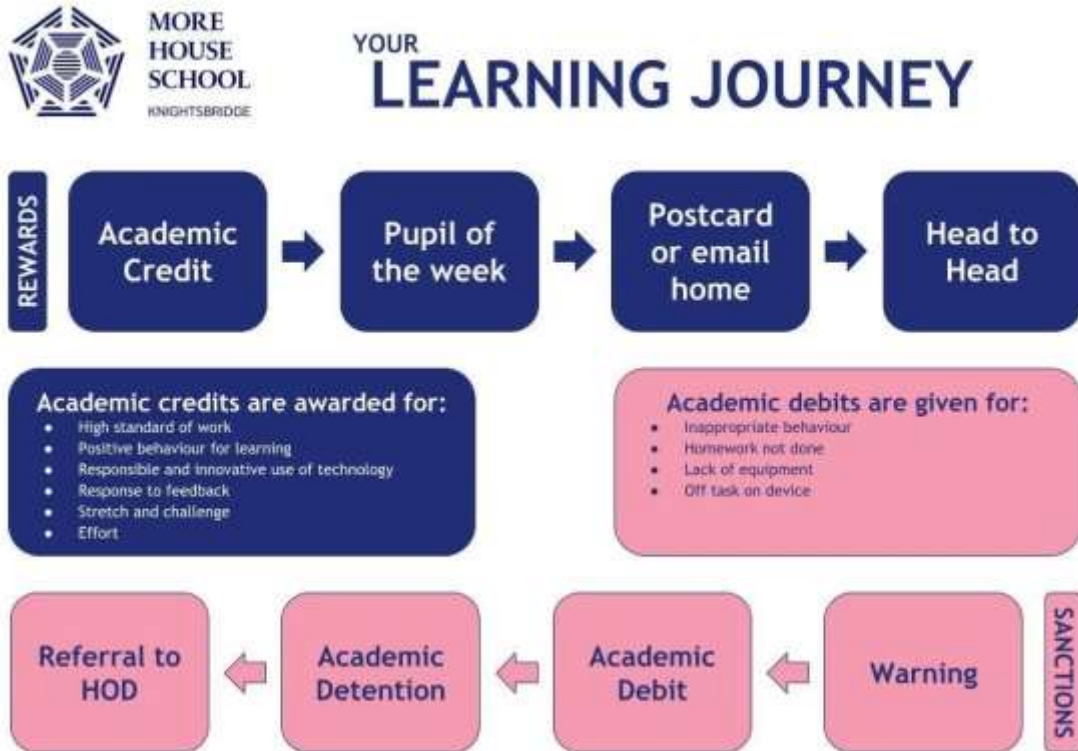 MORE
HOUSE
SCHOOL
KNIGHTSBRIDGE
YOUR
LEARNING JOURNEY
REWARDS
Academic
Credit
Pupil of
the week
Postcard
or email
home
Head to
Head
Academic credits are awarded for:
● High standard of work
● Positive behaviour for learning
● Responsible and innovative use of technology
● Response to feedback
● Stretch and challenge
● Effort
Academic debits are given for:
● Inappropriate behaviour
● Homework not done
● Lack of equipment
● Off task on device
Referral to
HOD
Academic
Detention
Academic
Debit
Warning
SANCTIONS